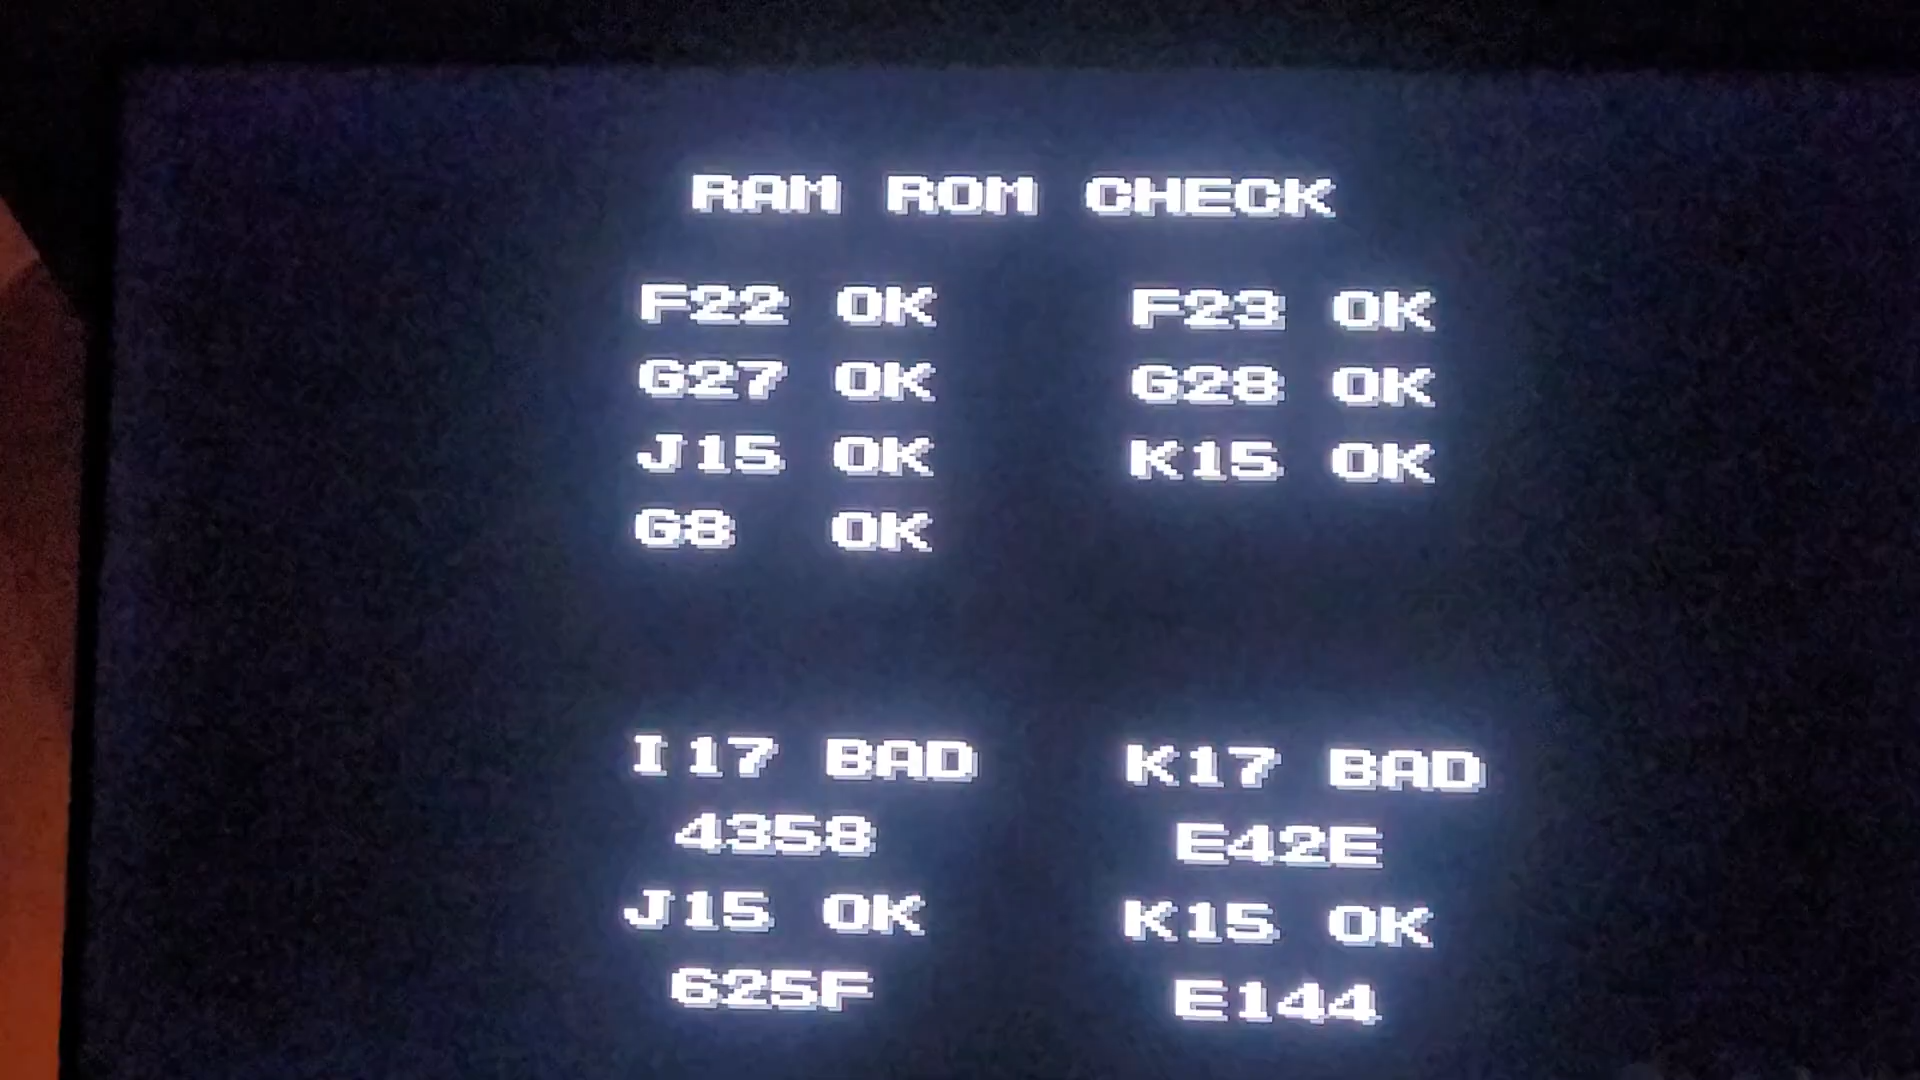 RAM ROM CHECK
F22 OK F23 OK
G27 OK G28 OK
J15 OK K15 OK
G8 OK
I17 BAD K17 BAD
4358 E42E
J15 OK K15 OK
625F E144